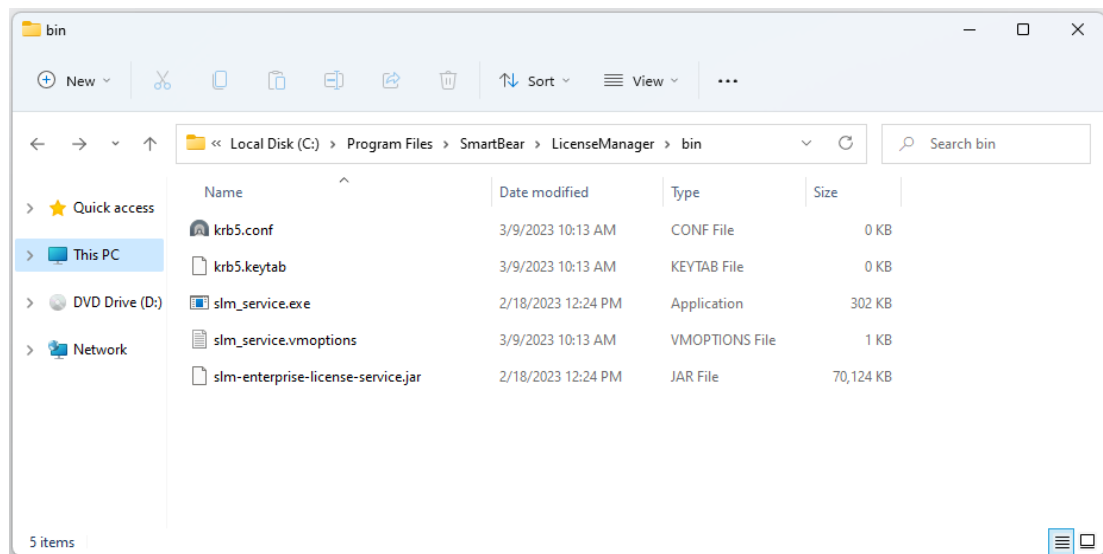 bin
New Sort View
« Local Disk (C:) > Program Files > SmartBear > LicenseManager > bin Search bin
Quick access
This PC
DVD Drive (D:)
Network
Name Date modified Type Size
krb5.conf 3/9/2023 10:13 AM CONF File 0 KB
krb5.keytab 3/9/2023 10:13 AM KEYTAB File 0 KB
slm_service.exe 2/18/2023 12:24 PM Application 302 KB
slm_service.vmoptions 3/9/2023 10:13 AM VMOPTIONS File 1 KB
slm-enterprise-license-service.jar 2/18/2023 12:24 PM JAR File 70,124 KB
5 items